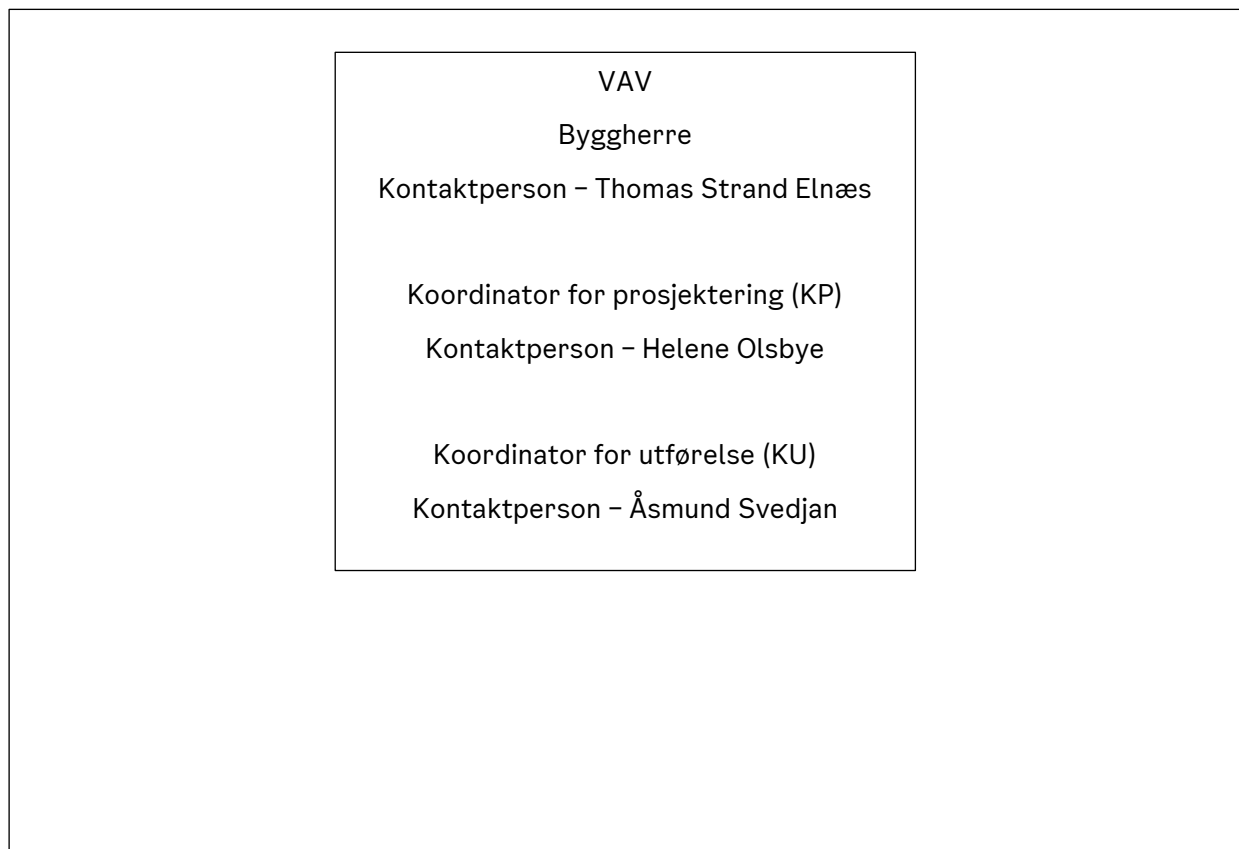 VAV
Byggherre
Kontaktperson – Thomas Strand Elnæs
Koordinator for prosjektering (KP)
Kontaktperson – Helene Olsbye
Koordinator for utførelse (KU)
Kontaktperson – Åsmund Svedjan